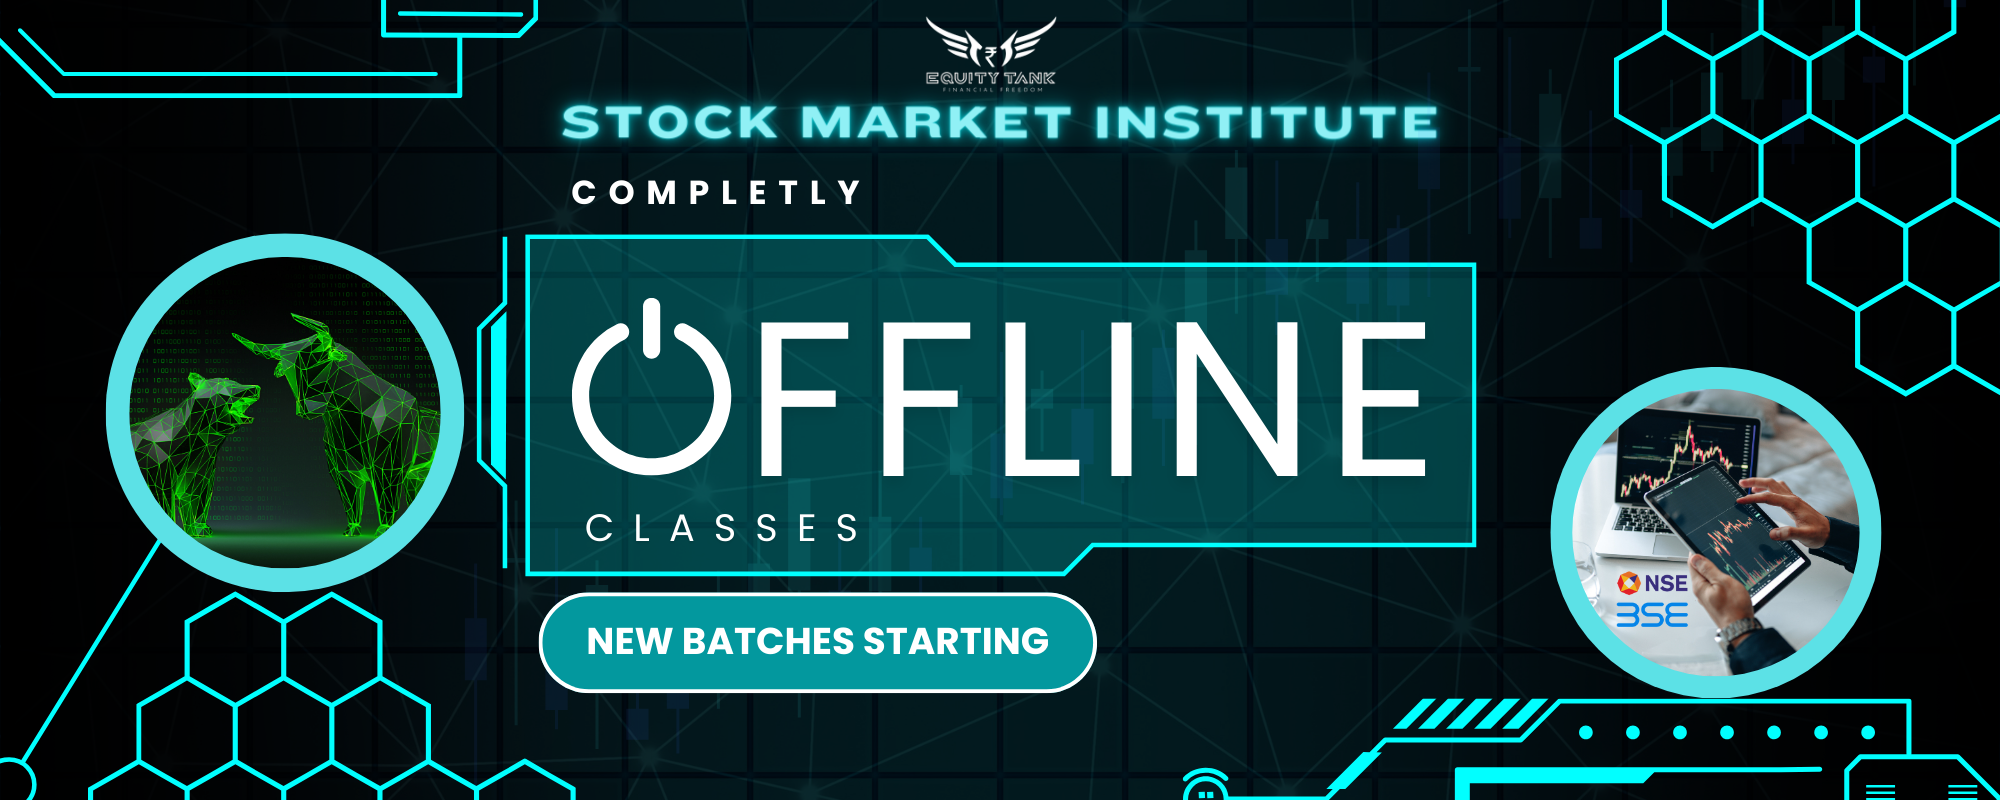 EQUITY TANK
FINANCIAL FREEDOM
STOCK MARKET INSTITUTE
COMPLETLY
OFFLINE
CLASSES
NEW BATCHES STARTING
NSE
BSE